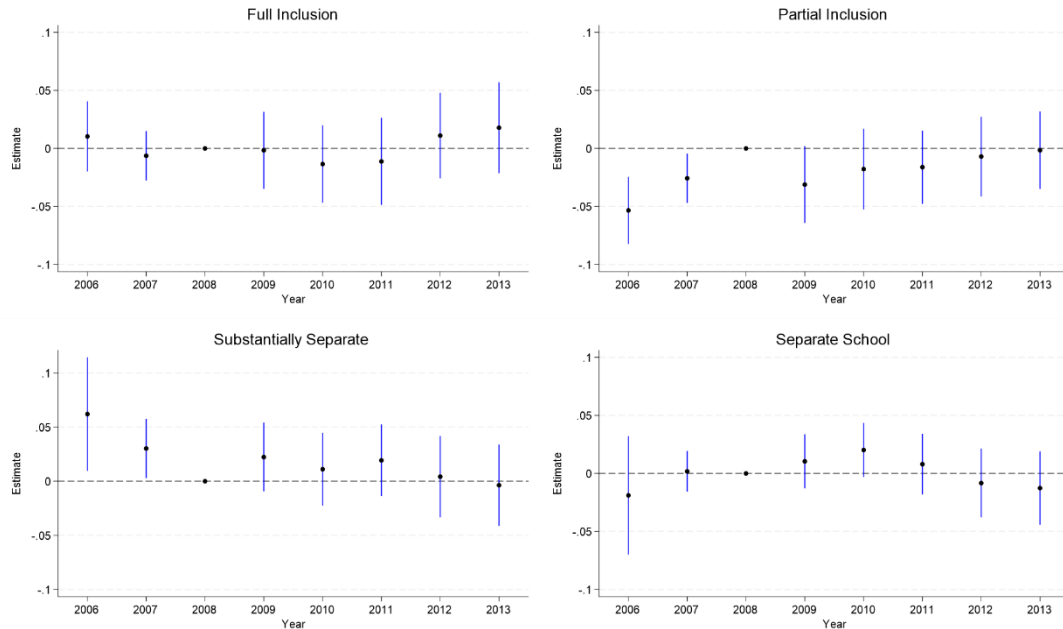 Full Inclusion
.1
.05
0
-.05
-.1
Estimate
2006 2007 2008 2009 2010 2011 2012 2013
Year
Partial Inclusion
.1
.05
0
-.05
-.1
Estimate
2006 2007 2008 2009 2010 2011 2012 2013
Year
Substantially Separate
.1
.05
0
-.05
-.1
Estimate
2006 2007 2008 2009 2010 2011 2012 2013
Year
Separate School
.1
.05
0
-.05
-.1
Estimate
2006 2007 2008 2009 2010 2011 2012 2013
Year